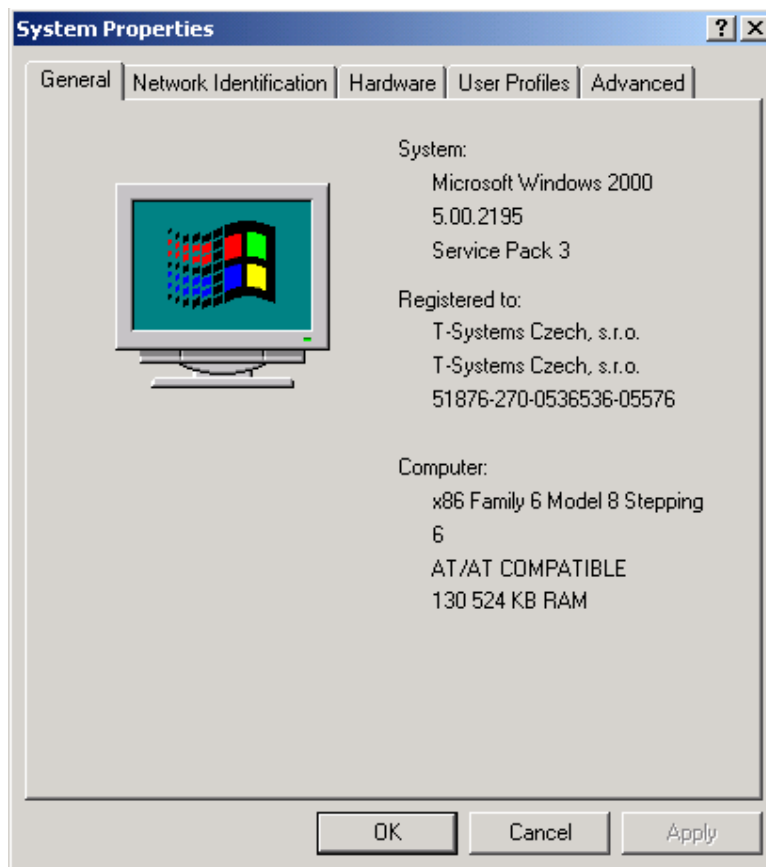 System Properties
General Network Identification Hardware User Profiles Advanced
System:
Microsoft Windows 2000
5.00.2195
Service Pack 3
Registered to:
T-Systems Czech, s.r.o.
T-Systems Czech, s.r.o.
51876-270-0536536-05576
Computer:
x86 Family 6 Model 8 Stepping
6
AT/AT COMPATIBLE
130 524 KB RAM
OK Cancel Apply